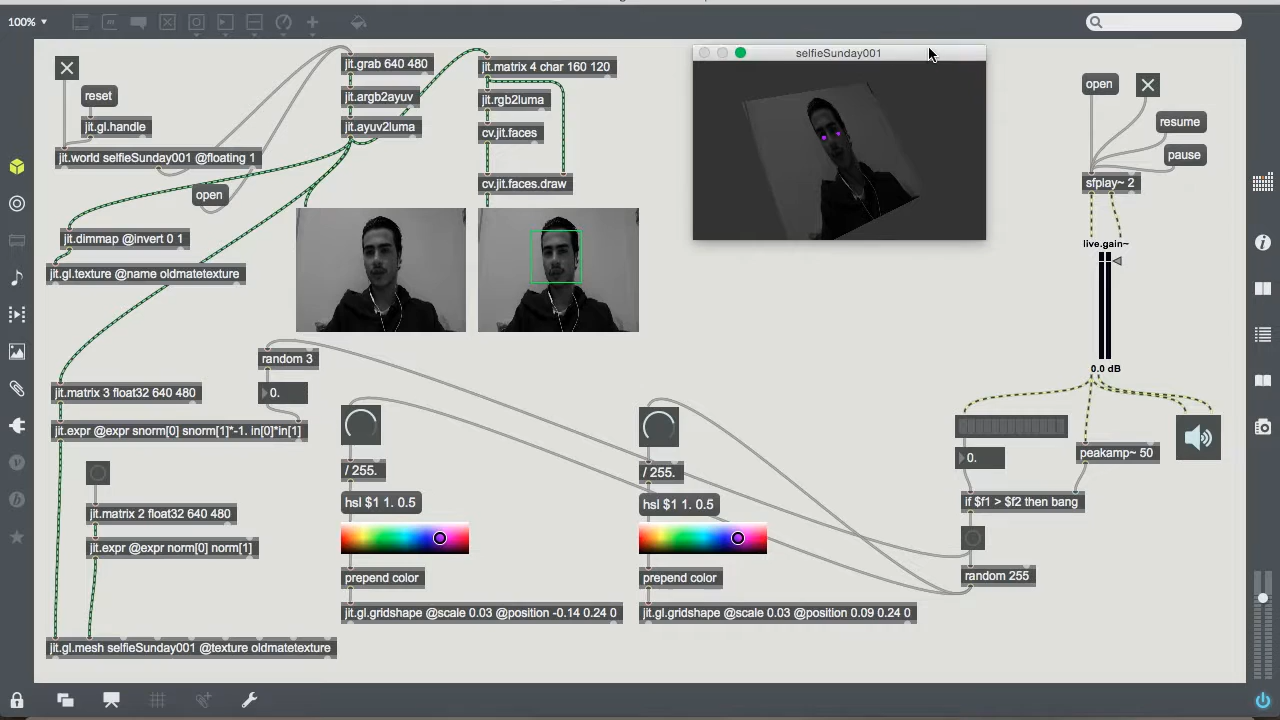 100%
reset
jit.gl.handle
jit.world selfieSunday001 @floating 1
open
jit.grab 640 480
jit.argb2ayuv
jit.ayuv2luma
jit.matrix 4 char 160 120
jit.rgb2luma
cv.jit.faces
cv.jit.faces.draw
selfieSunday001
open
resume
pause
sfplay~ 2
live.gain~
0.0 dB
jit.dimmap @invert 0 1
jit.gl.texture @name oldmatetexture
random 3
0.
jit.matrix 3 float32 640 480
jit.expr @expr snorm[0] snorm[1]*-1. in[0]*in[1]
jit.matrix 2 float32 640 480
jit.expr @expr norm[0] norm[1]
jit.gl.mesh selfieSunday001 @texture oldmatetexture
/ 255.
hsl $1 1. 0.5
prepend color
jit.gl.gridshape @scale 0.03 @position -0.14 0.24 0
/ 255.
hsl $1 1. 0.5
prepend color
jit.gl.gridshape @scale 0.03 @position 0.09 0.24 0
0.
peakamp~ 50
if $f1 > $f2 then bang
random 255